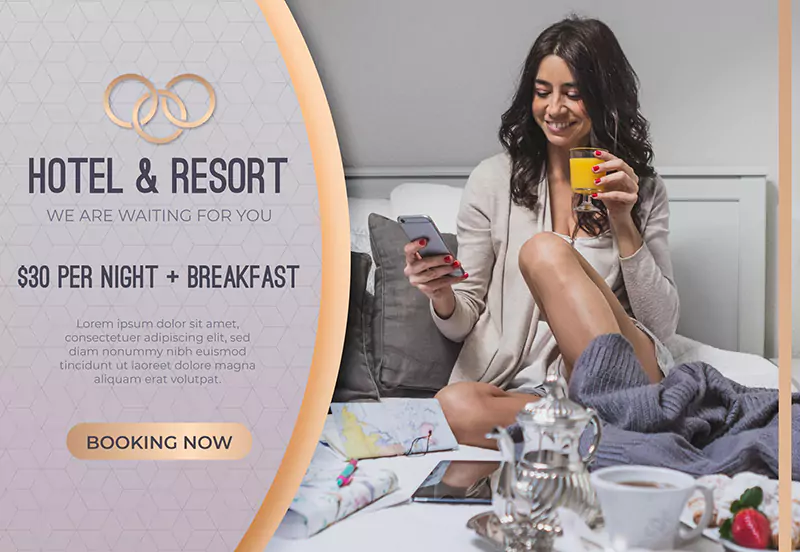 HOTEL & RESORT
WE ARE WAITING FOR YOU
$30 PER NIGHT + BREAKFAST
Lorem ipsum dolor sit amet,
consectetuer adipiscing elit, sed
diam nonummy nibh euismod
tincidunt ut laoreet dolore magna
aliquam erat volutpat.
BOOKING NOW